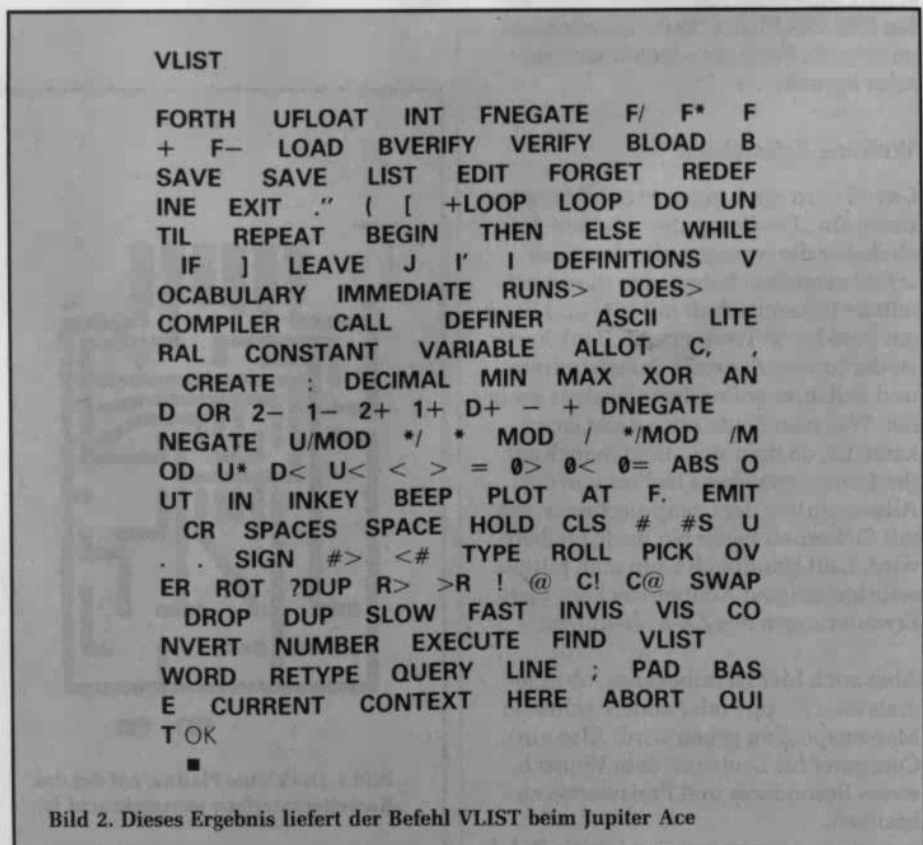 VLIST
FORTH UFLOAT INT FNEGATE F/ F* F
+ F− LOAD BVERIFY VERIFY BLOAD B
SAVE SAVE LIST EDIT FORGET REDEF
INE EXIT ." ( [ +LOOP LOOP DO UN
TIL REPEAT BEGIN THEN ELSE WHILE
IF ] LEAVE J I' I DEFINITIONS V
OCABULARY IMMEDIATE RUNS> DOES>
COMPILER CALL DEFINER ASCII LITE
RAL CONSTANT VARIABLE ALLOT C, ,
CREATE : DECIMAL MIN MAX XOR AN
D OR 2− 1− 2+ 1+ D+ − + DNEGATE
NEGATE U/MOD */ * MOD / */MOD /M
OD U* D< U< < > = 0> 0< 0= ABS O
UT IN INKEY BEEP PLOT AT F. EMIT
CR SPACES SPACE HOLD CLS # #S U
. . SIGN #> <# TYPE ROLL PICK OV
ER ROT ?DUP R> >R ! @ C! C@ SWAP
DROP DUP SLOW FAST INVIS VIS CO
NVERT NUMBER EXECUTE FIND VLIST
WORD RETYPE QUERY LINE ; PAD BAS
E CURRENT CONTEXT HERE ABORT QUI
T OK
■
Bild 2. Dieses Ergebnis liefert der Befehl VLIST beim Jupiter Ace